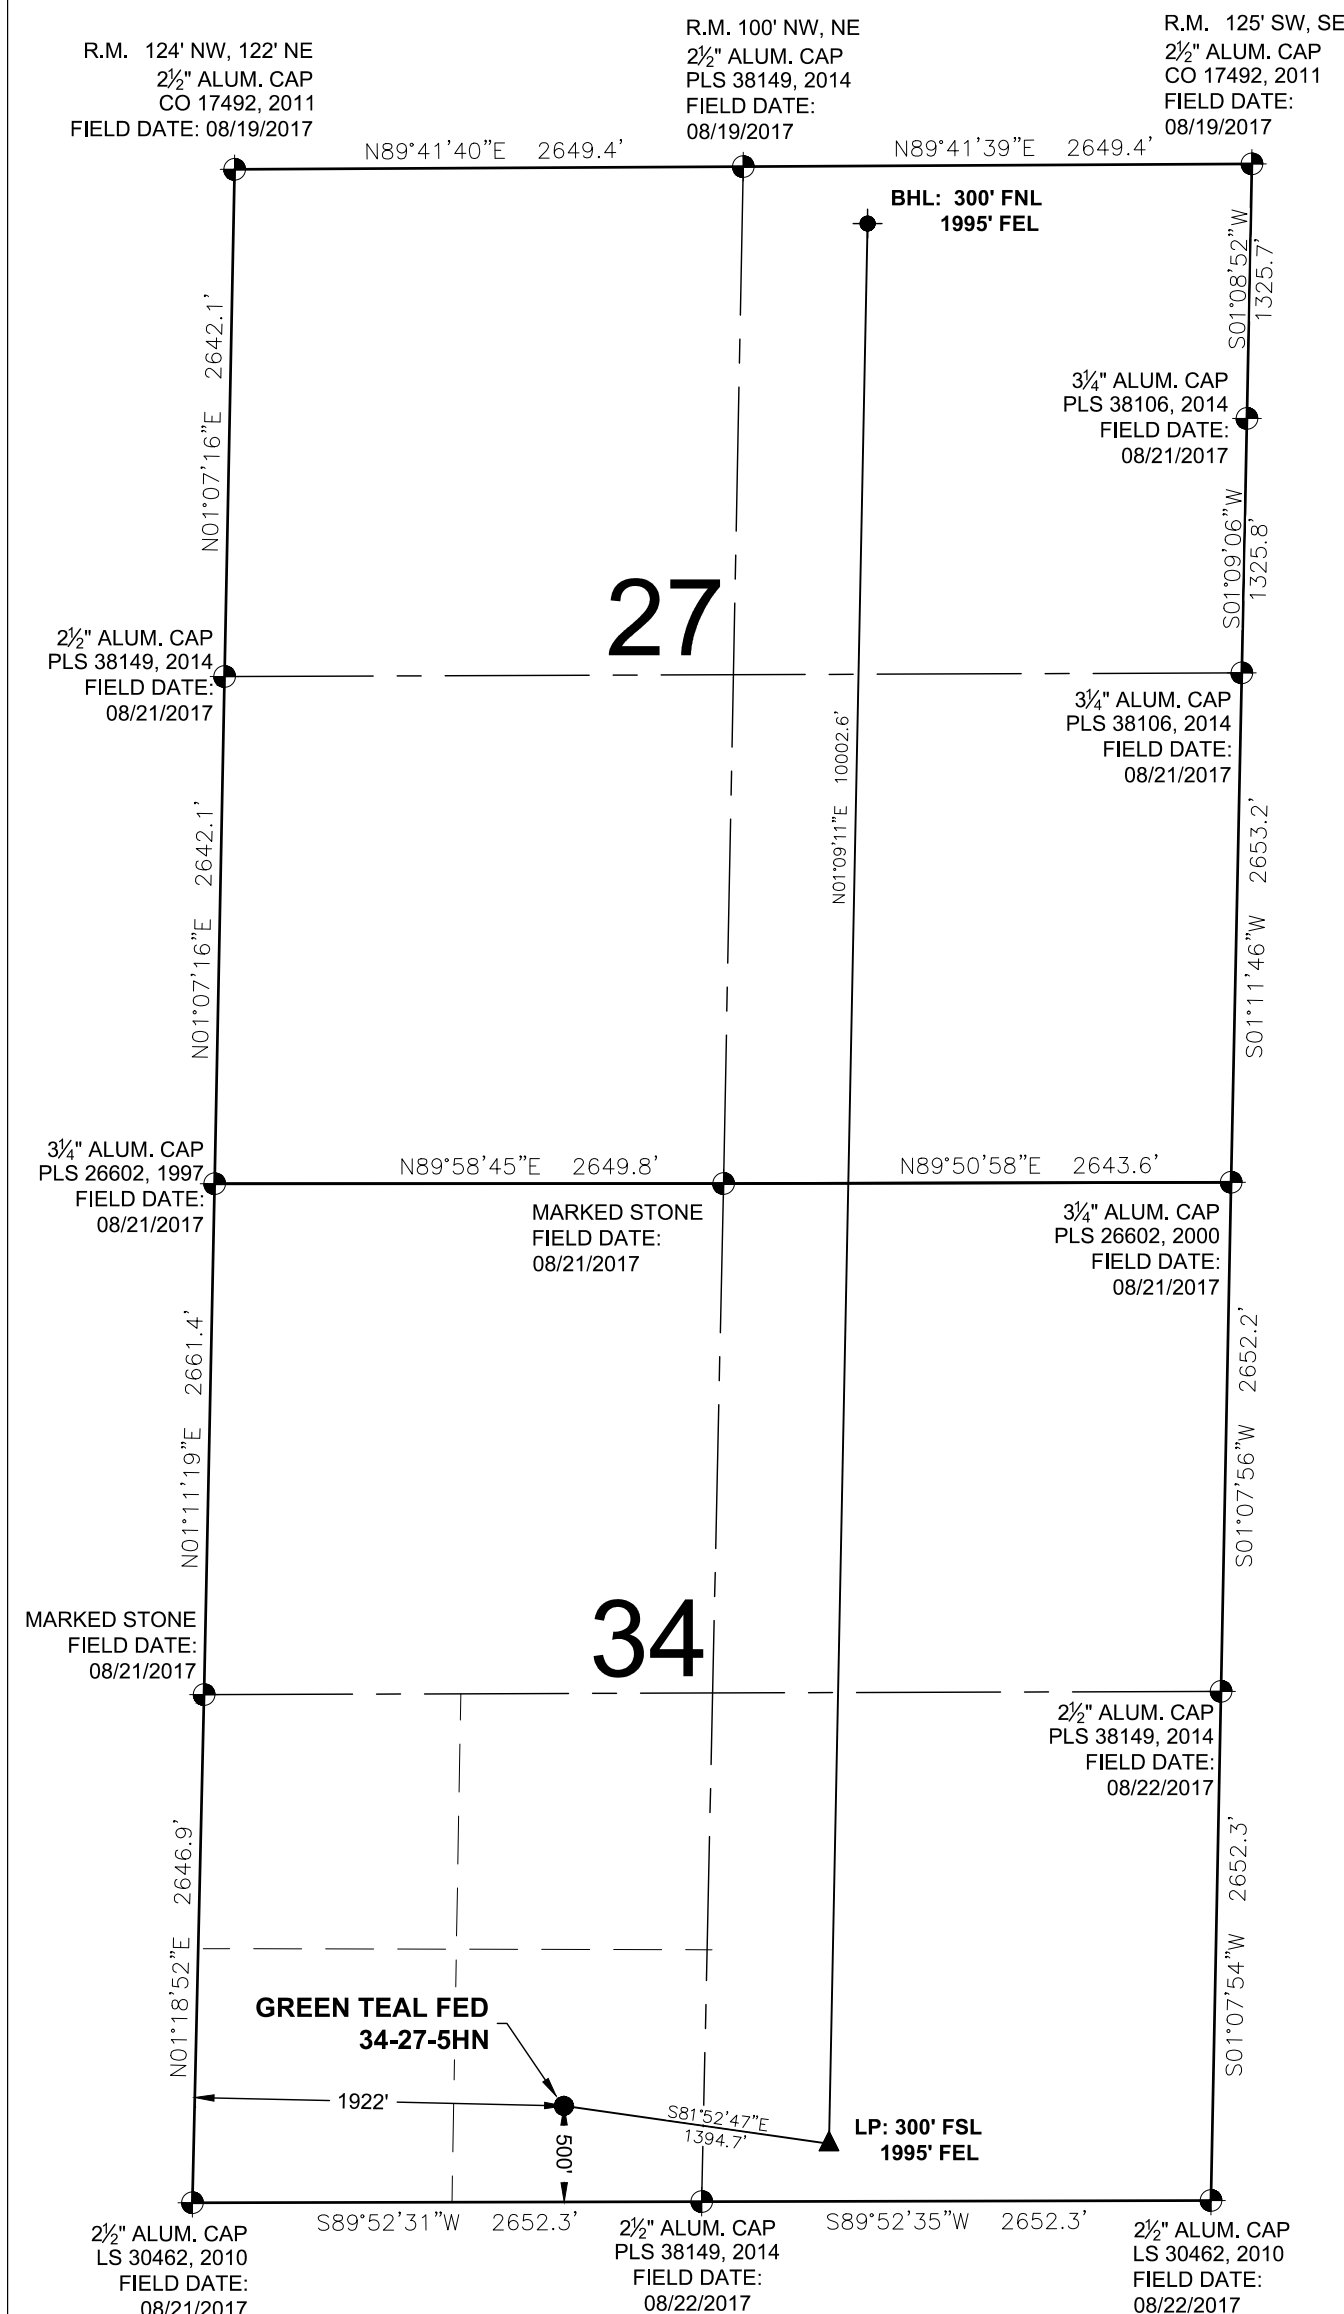 R.M. 124' NW, 122' NE
2½" ALUM. CAP
CO 17492, 2011
FIELD DATE: 08/19/2017
R.M. 100' NW, NE
2½" ALUM. CAP
PLS 38149, 2014
FIELD DATE:
08/19/2017
R.M. 125' SW, SE
2½" ALUM. CAP
CO 17492, 2011
FIELD DATE:
08/19/2017
N89°41'40"E 2649.4'
N89°41'39"E 2649.4'
BHL: 300' FNL
1995' FEL
S01°08'52"W
1325.7'
N01°07'16"E 2642.1'
3¼" ALUM. CAP
PLS 38106, 2014
FIELD DATE:
08/21/2017
S01°09'06"W
1325.8'
27
2½" ALUM. CAP
PLS 38149, 2014
FIELD DATE:
08/21/2017
3¼" ALUM. CAP
PLS 38106, 2014
FIELD DATE:
08/21/2017
N01°09'11"E 10002.6'
N01°07'16"E 2642.1'
S01°11'46"W 2653.2'
3¼" ALUM. CAP
PLS 26602, 1997
FIELD DATE:
08/21/2017
N89°58'45"E 2649.8'
N89°50'58"E 2643.6'
MARKED STONE
FIELD DATE:
08/21/2017
3¼" ALUM. CAP
PLS 26602, 2000
FIELD DATE:
08/21/2017
N01°11'19"E 2661.4'
S01°07'56"W 2652.2'
34
MARKED STONE
FIELD DATE:
08/21/2017
2½" ALUM. CAP
PLS 38149, 2014
FIELD DATE:
08/22/2017
N01°18'52"E 2646.9'
S01°07'54"W 2652.3'
GREEN TEAL FED
34-27-5HN
1922'
500'
S81°52'47"E
1394.7'
LP: 300' FSL
1995' FEL
S89°52'31"W 2652.3'
S89°52'35"W 2652.3'
2½" ALUM. CAP
LS 30462, 2010
FIELD DATE:
08/21/2017
2½" ALUM. CAP
PLS 38149, 2014
FIELD DATE:
08/22/2017
2½" ALUM. CAP
LS 30462, 2010
FIELD DATE:
08/22/2017